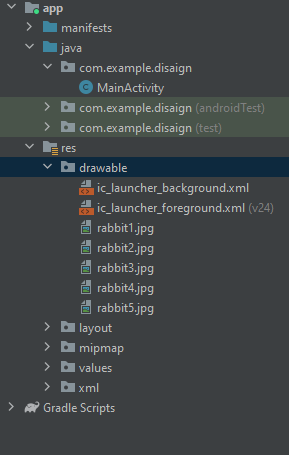 app
manifests
java
com.example.disaign
MainActivity
com.example.disaign (androidTest)
com.example.disaign (test)
res
drawable
ic_launcher_background.xml
ic_launcher_foreground.xml (v24)
rabbit1.jpg
rabbit2.jpg
rabbit3.jpg
rabbit4.jpg
rabbit5.jpg
layout
mipmap
values
xml
Gradle Scripts